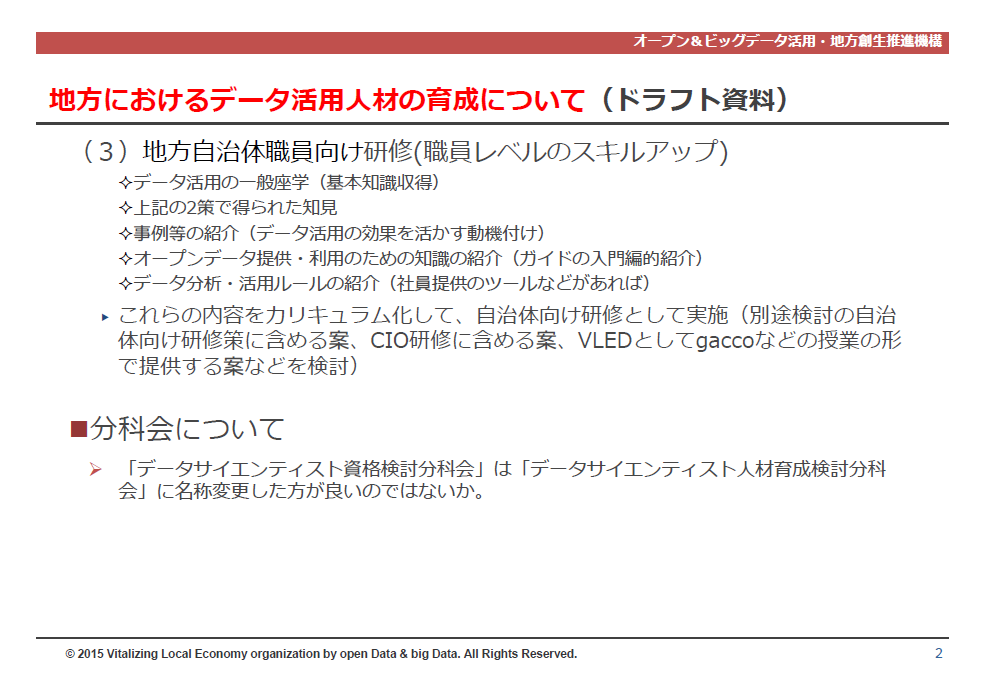 オープン＆ビッグデータ活用・地方創生推進機構
地方におけるデータ活用人材の育成について（ドラフト資料）
（３）地方自治体職員向け研修(職員レベルのスキルアップ)
✧データ活用の一般座学（基本知識収得）
✧上記の2策で得られた知見
✧事例等の紹介（データ活用の効果を活かす動機付け）
✧オープンデータ提供・利用のための知識の紹介（ガイドの入門編的紹介）
✧データ分析・活用ルールの紹介（社員提供のツールなどがあれば）
▸ これらの内容をカリキュラム化して、自治体向け研修として実施（別途検討の自治
体向け研修策に含める案、CIO研修に含める案、VLEDとしてgaccoなどの授業の形
で提供する案などを検討）
■分科会について
➢ 「データサイエンティスト資格検討分科会」は「データサイエンティスト人材育成検討分科
会」に名称変更した方が良いのではないか。
© 2015 Vitalizing Local Economy organization by open Data & big Data. All Rights Reserved.
2